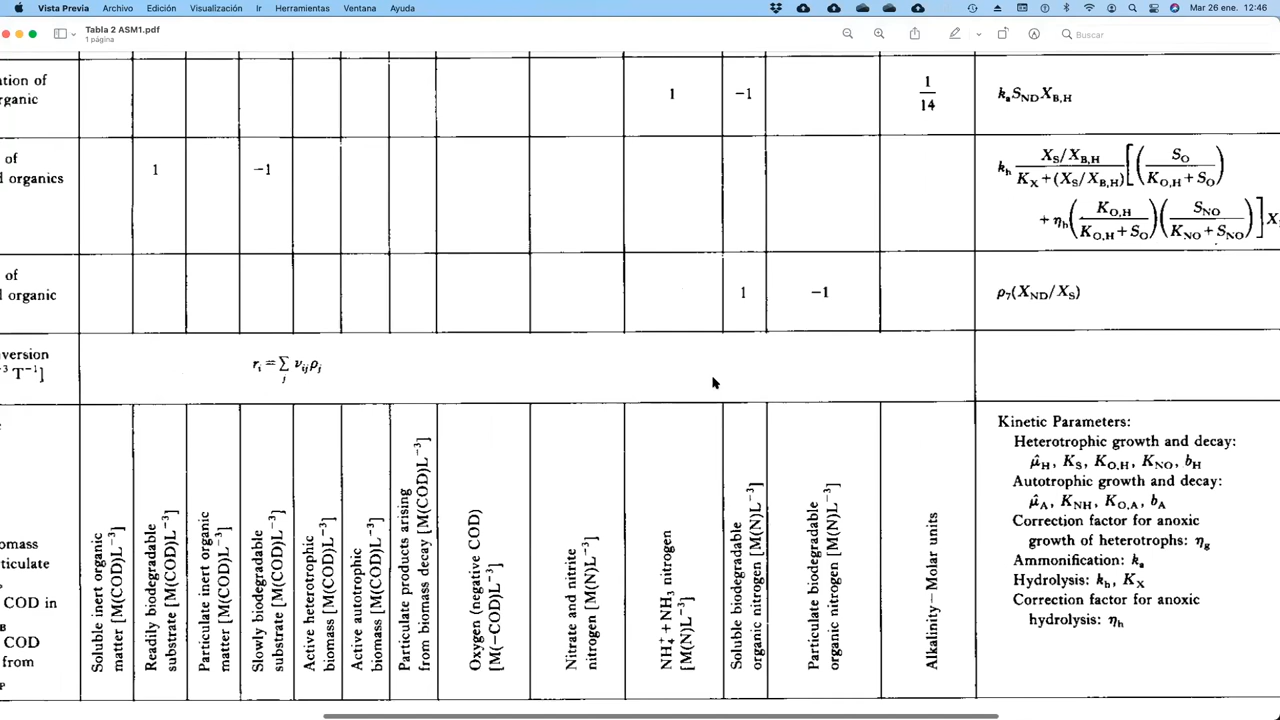 Vista Previa Archivo Edición Visualización Ir Herramientas Ventana Ayuda Mar 26 ene. 12:46
Tabla 2 ASM1.pdf
1 página
Buscar
tion of
rganic
1 −1 1/14 k_a S_ND X_B,H
of
d organics
1 −1 k_h X_S/X_B,H / K_X + (X_S/X_B,H) [ ( S_O / K_O,H + S_O )
+ η_h ( K_O,H / K_O,H + S_O ) ( S_NO / K_NO + S_NO ) ] X
of
d organic
1 −1 ρ_7(X_ND/X_S)
version
⁻³ T⁻¹]
r_i = Σ_j ν_ij ρ_j
omass
ticulate
COD in
B
COD
from
P
Soluble inert organic
matter [M(COD)L⁻³]
Readily biodegradable
substrate [M(COD)L⁻³]
Particulate inert organic
matter [M(COD)L⁻³]
Slowly biodegradable
substrate [M(COD)L⁻³]
Active heterotrophic
biomass [M(COD)L⁻³]
Active autotrophic
biomass [M(COD)L⁻³]
Particulate products arising
from biomass decay [M(COD)L⁻³]
Oxygen (negative COD)
[M(−COD)L⁻³]
Nitrate and nitrite
nitrogen [M(N)L⁻³]
NH₄⁺ + NH₃ nitrogen
[M(N)L⁻³]
Soluble biodegradable
organic nitrogen [M(N)L⁻³]
Particulate biodegradable
organic nitrogen [M(N)L⁻³]
Alkalinity—Molar units
Kinetic Parameters:
Heterotrophic growth and decay:
μ̂_H, K_S, K_O,H, K_NO, b_H
Autotrophic growth and decay:
μ̂_A, K_NH, K_O,A, b_A
Correction factor for anoxic
growth of heterotrophs: η_g
Ammonification: k_a
Hydrolysis: k_h, K_X
Correction factor for anoxic
hydrolysis: η_h